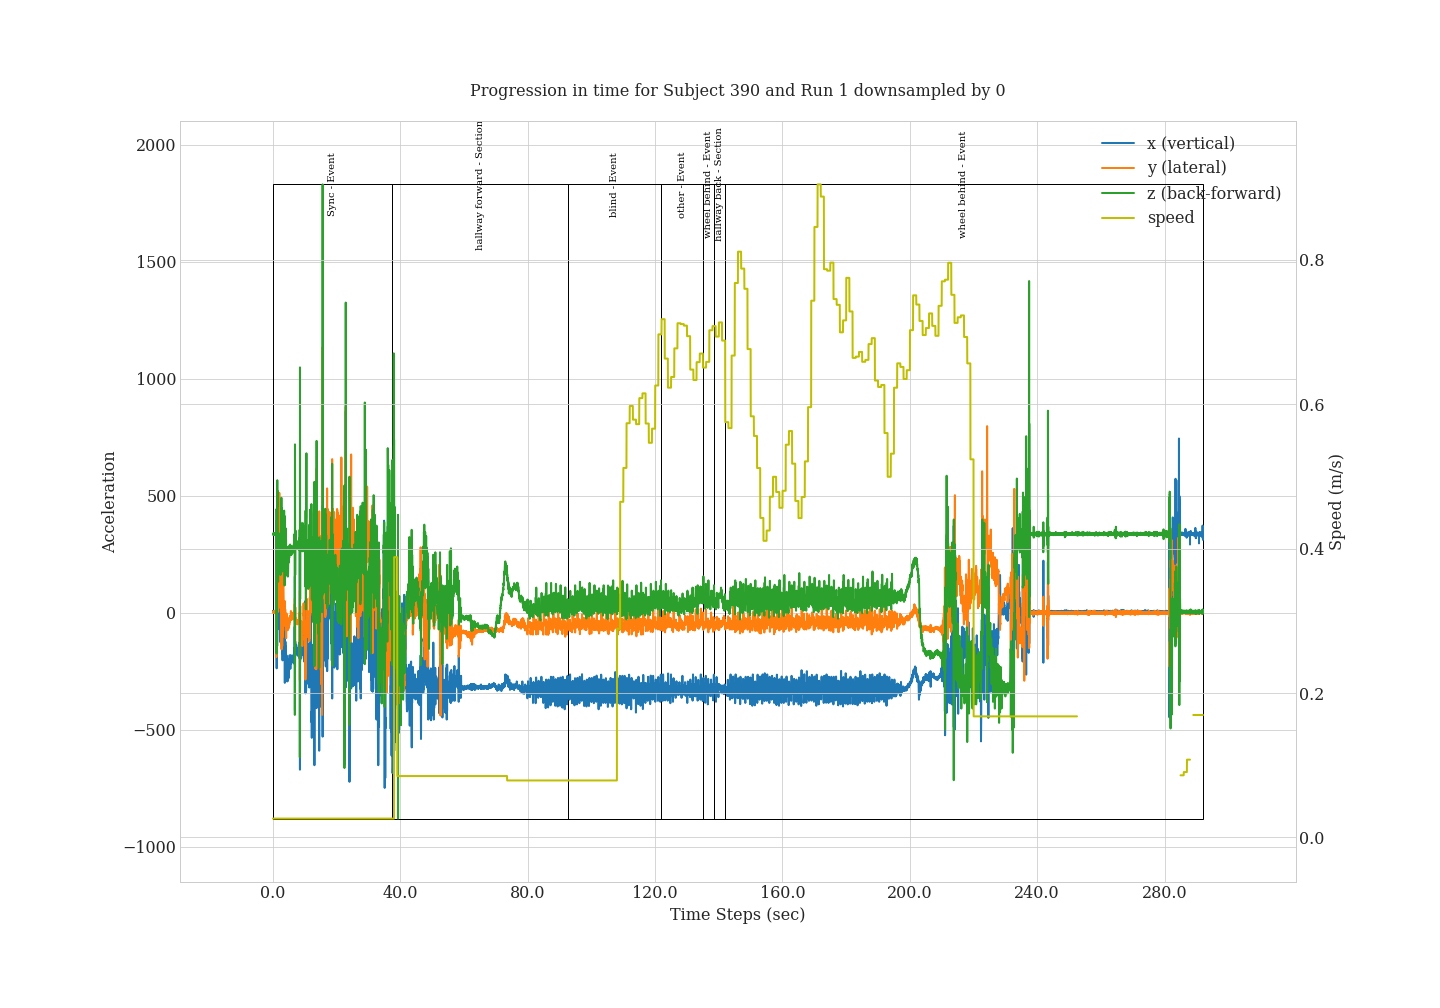 Progression in time for Subject 390 and Run 1 downsampled by 0
2000
1500
1000
500
0
−500
−1000
Acceleration
Sync - Event
hallway forward - Section
blind - Event
other - Event
wheel behind - Event
hallway back - Section
wheel behind - Event
x (vertical)
y (lateral)
z (back-forward)
speed
0.8
0.6
0.4
0.2
0.0
Speed (m/s)
0.0
40.0
80.0
120.0
160.0
200.0
240.0
280.0
Time Steps (sec)